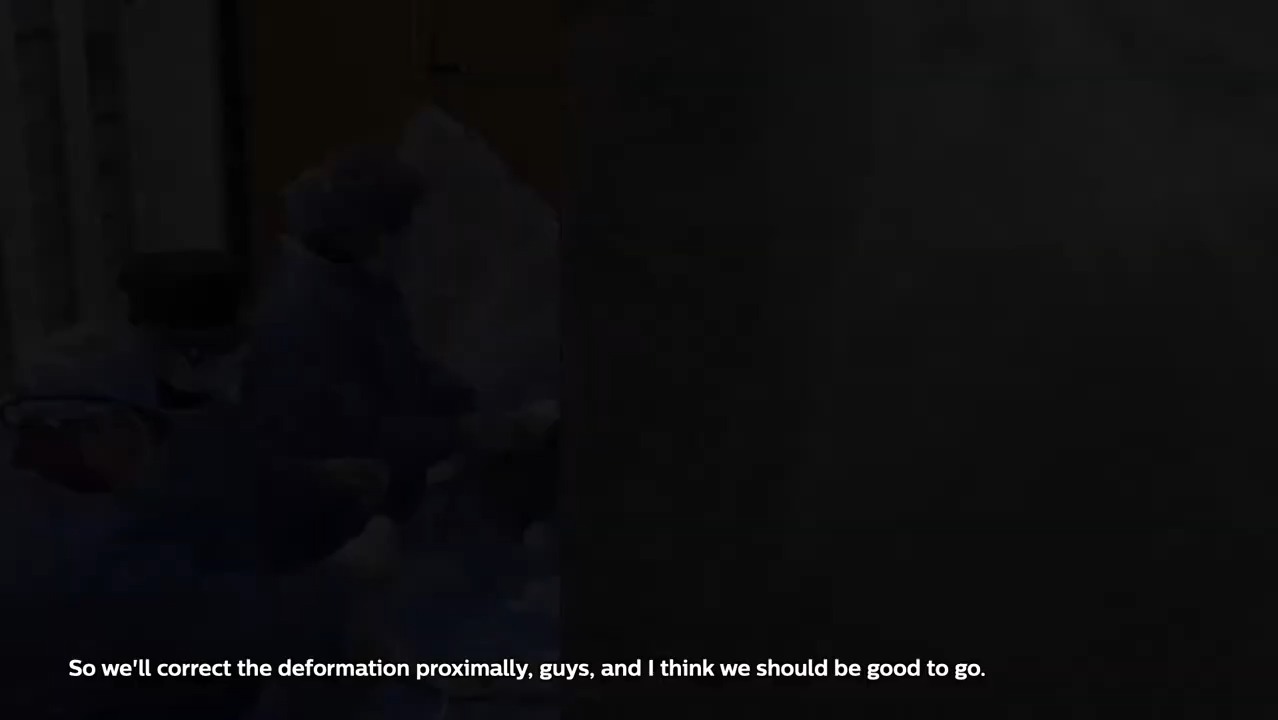 So we'll correct the deformation proximally, guys, and I think we should be good to go.